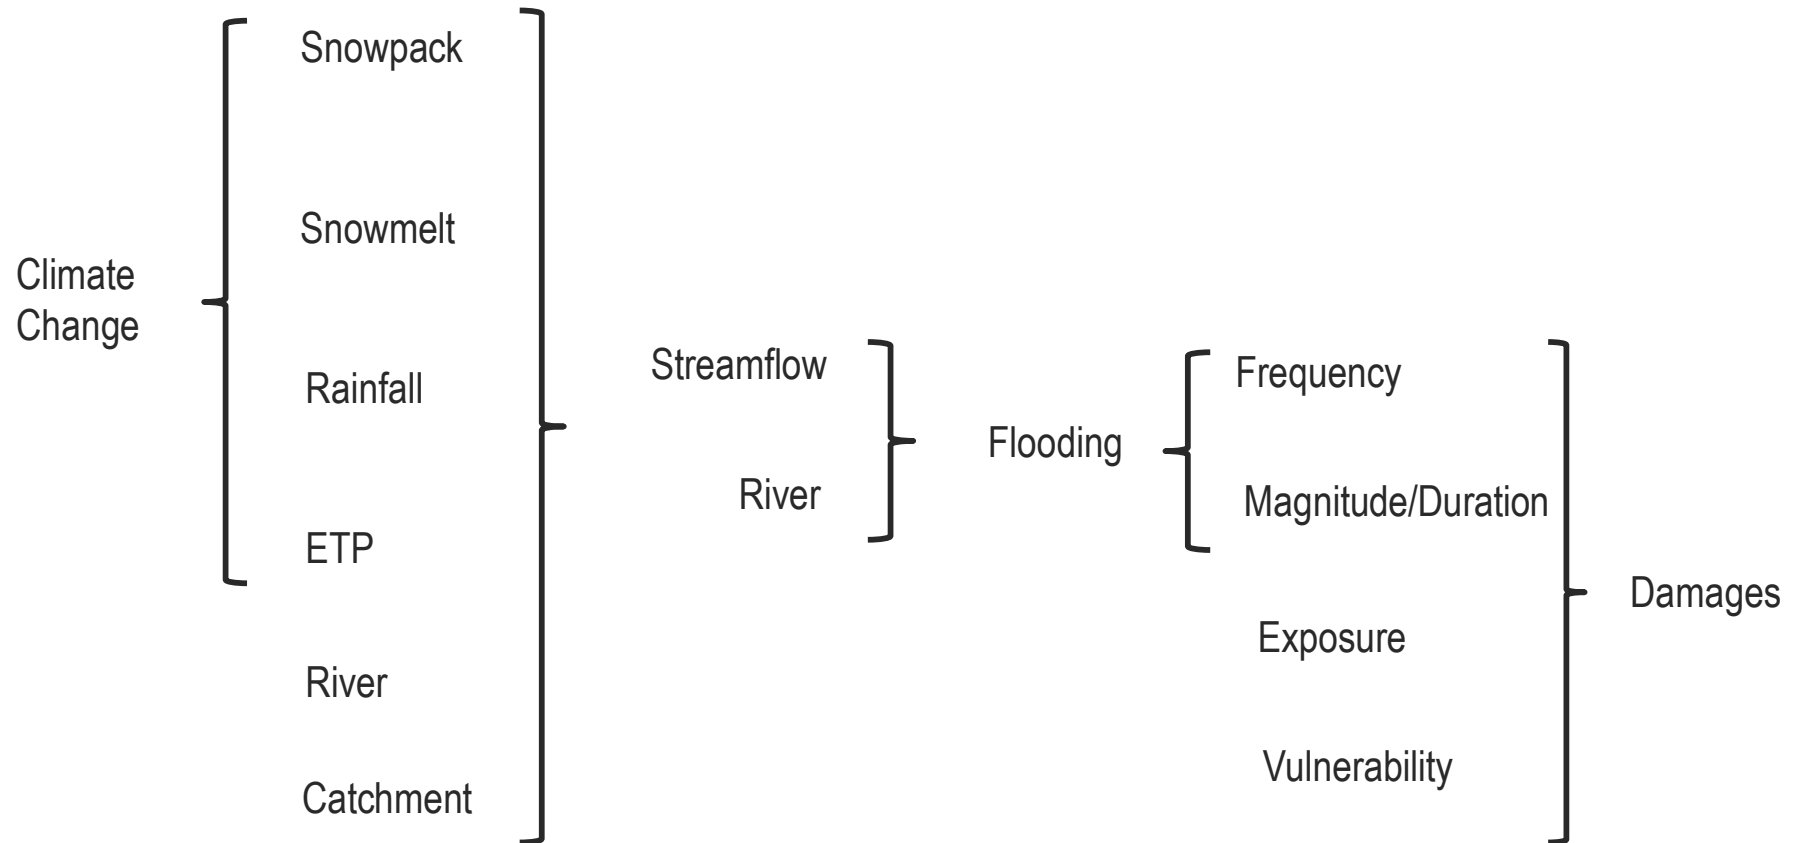 Climate
Change
Snowpack
Snowmelt
Rainfall
ETP
River
Catchment
Streamflow
River
Flooding
Frequency
Magnitude/Duration
Exposure
Vulnerability
Damages